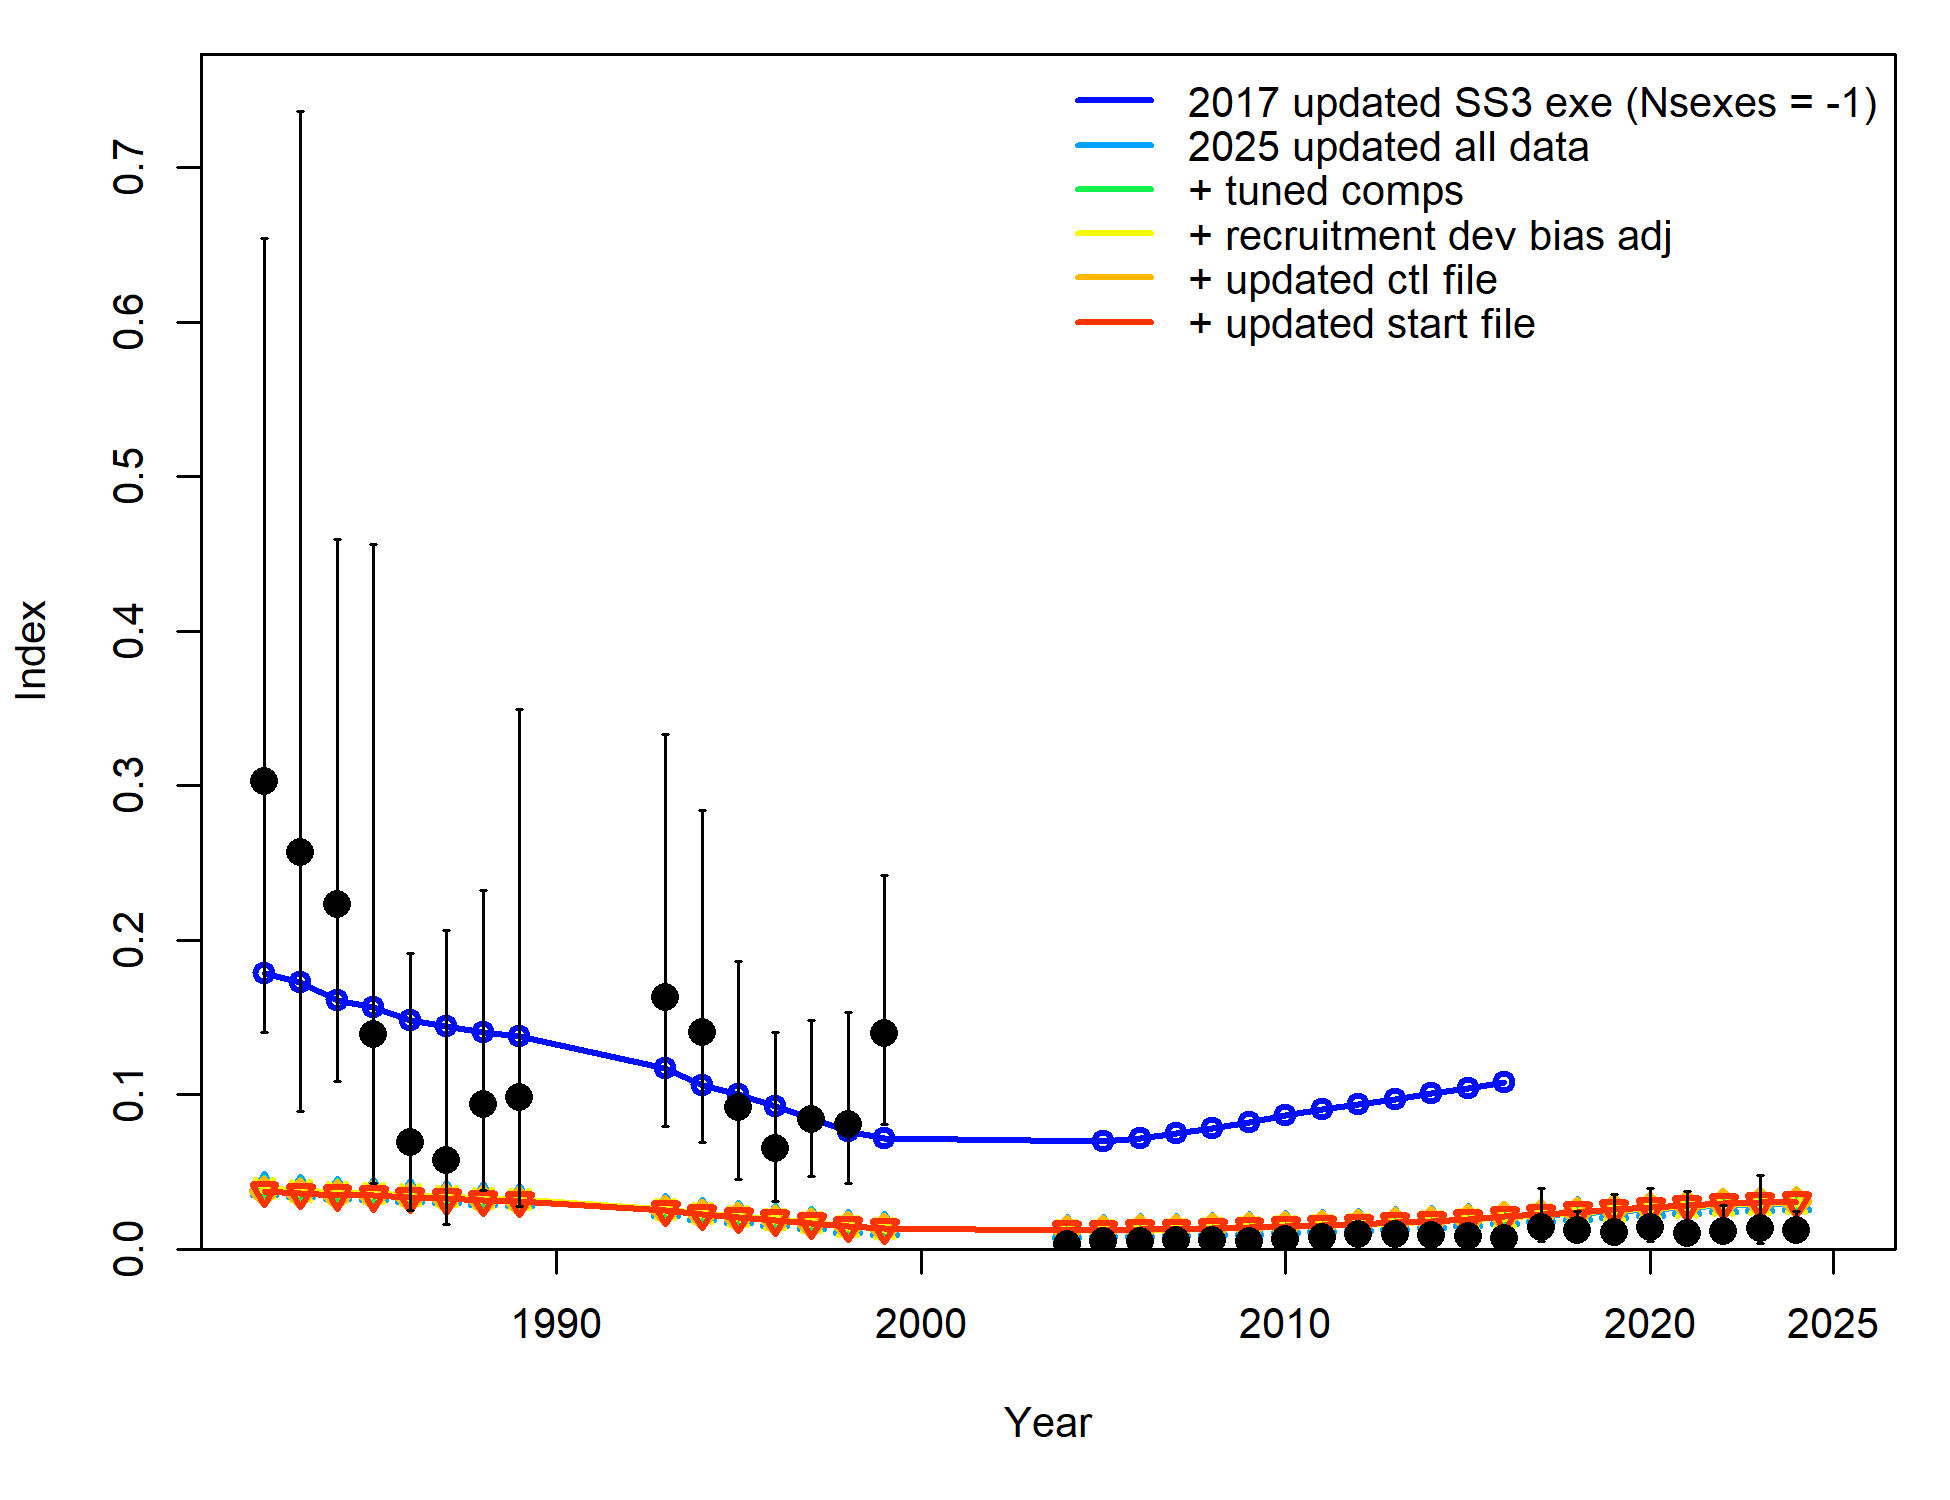 2017 updated SS3 exe (Nsexes = -1)
2025 updated all data
+ tuned comps
+ recruitment dev bias adj
+ updated ctl file
+ updated start file
0.7
0.6
0.5
0.4
0.3
0.2
0.1
0.0
Index
1990
2000
2010
2020
2025
Year